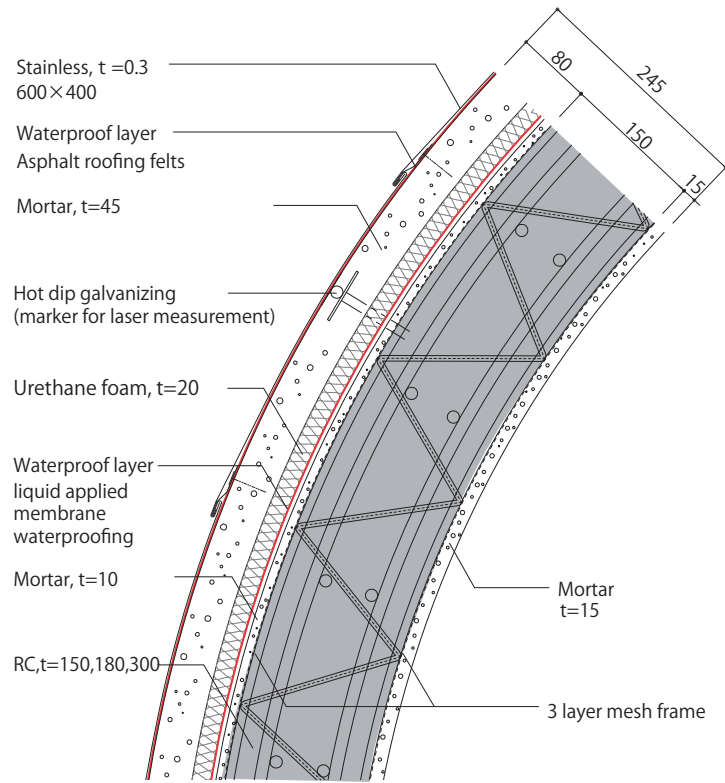 Stainless, t =0.3
600×400
Waterproof layer
Asphalt roofing felts
Mortar, t=45
Hot dip galvanizing
(marker for laser measurement)
Urethane foam, t=20
Waterproof layer
liquid applied
membrane
waterproofing
Mortar, t=10
RC,t=150,180,300
80
245
150
15
Mortar
t=15
3 layer mesh frame